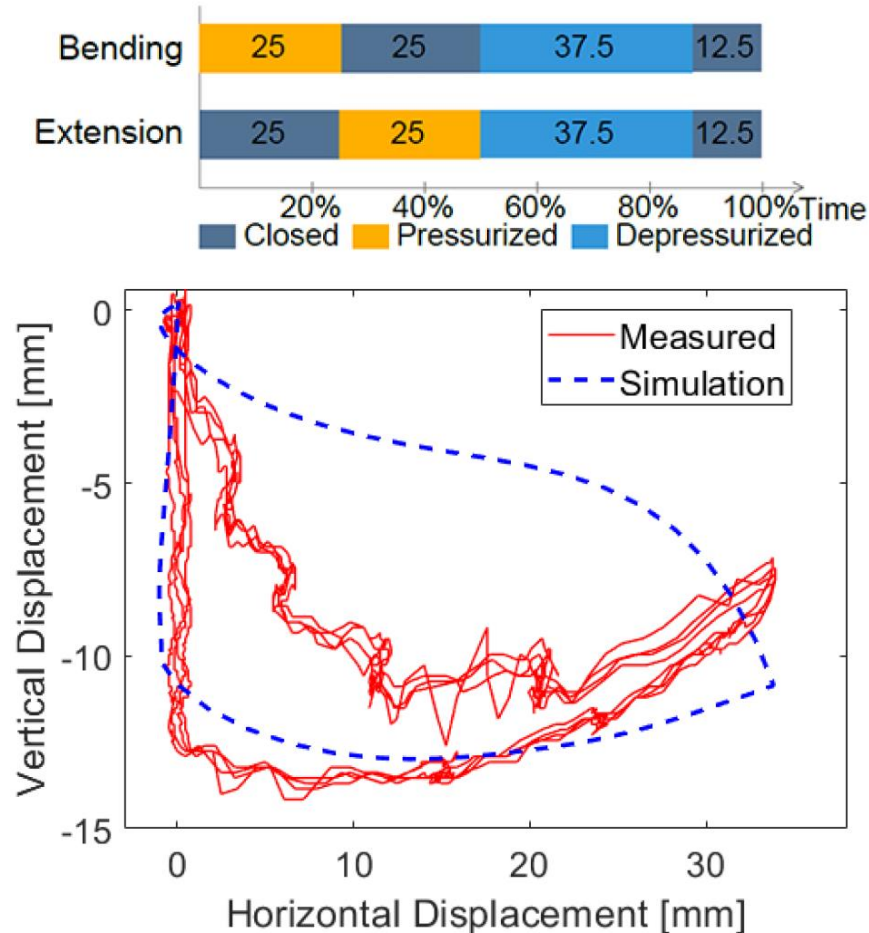 Bending 25 25 37.5 12.5
Extension 25 25 37.5 12.5
20% 40% 60% 80% 100% Time
Closed Pressurized Depressurized
0
-5
-10
-15
Vertical Displacement [mm]
Measured
Simulation
0 10 20 30
Horizontal Displacement [mm]